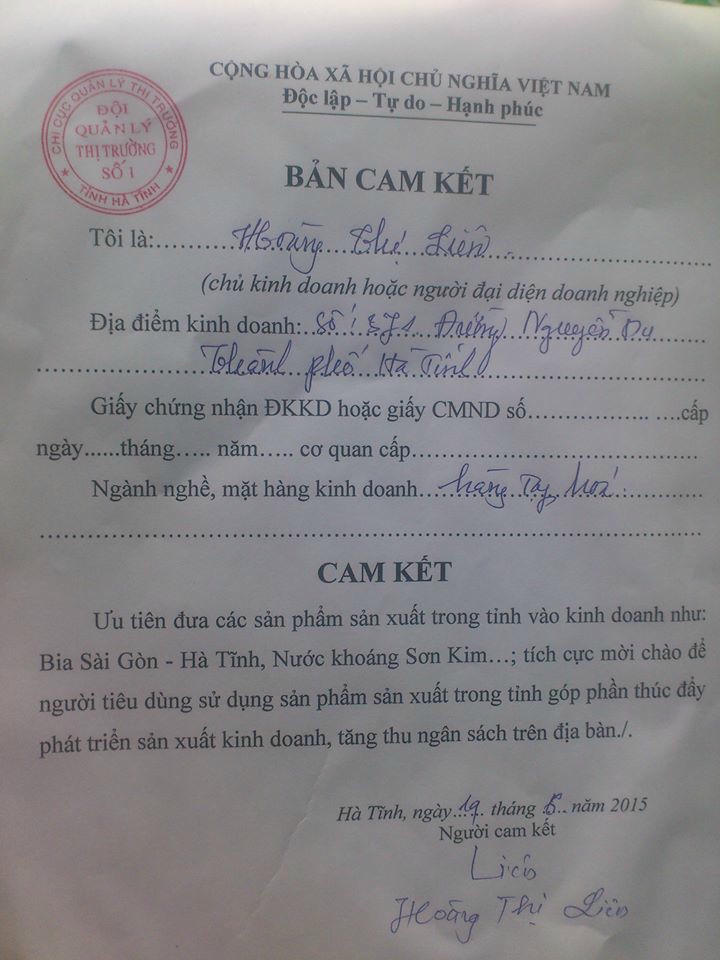 CỘNG HÒA XÃ HỘI CHỦ NGHĨA VIỆT NAM
Độc lập – Tự do – Hạnh phúc
CHI CỤC QUẢN LÝ THỊ TRƯỜNG
ĐỘI
QUẢN LÝ
THỊ TRƯỜNG
SỐ 1
TỈNH HÀ TĨNH
BẢN CAM KẾT
Tôi là:..........Hoàng Thị Liên..........
(chủ kinh doanh hoặc người đại diện doanh nghiệp)
Địa điểm kinh doanh: Số Đường Nguyễn Du
Thành phố Hà Tĩnh
Giấy chứng nhận ĐKKD hoặc giấy CMND số.................. ....cấp
ngày......tháng….. năm….. cơ quan cấp..............................
Ngành nghề, mặt hàng kinh doanh....hàng Tạp hoá............
................................................................
CAM KẾT
Ưu tiên đưa các sản phẩm sản xuất trong tỉnh vào kinh doanh như:
Bia Sài Gòn - Hà Tĩnh, Nước khoáng Sơn Kim…; tích cực mời chào để
người tiêu dùng sử dụng sản phẩm sản xuất trong tỉnh góp phần thúc đẩy
phát triển sản xuất kinh doanh, tăng thu ngân sách trên địa bàn./.
Hà Tĩnh, ngày 19 tháng 5 năm 2015
Người cam kết
Liên
Hoàng Thị Liên